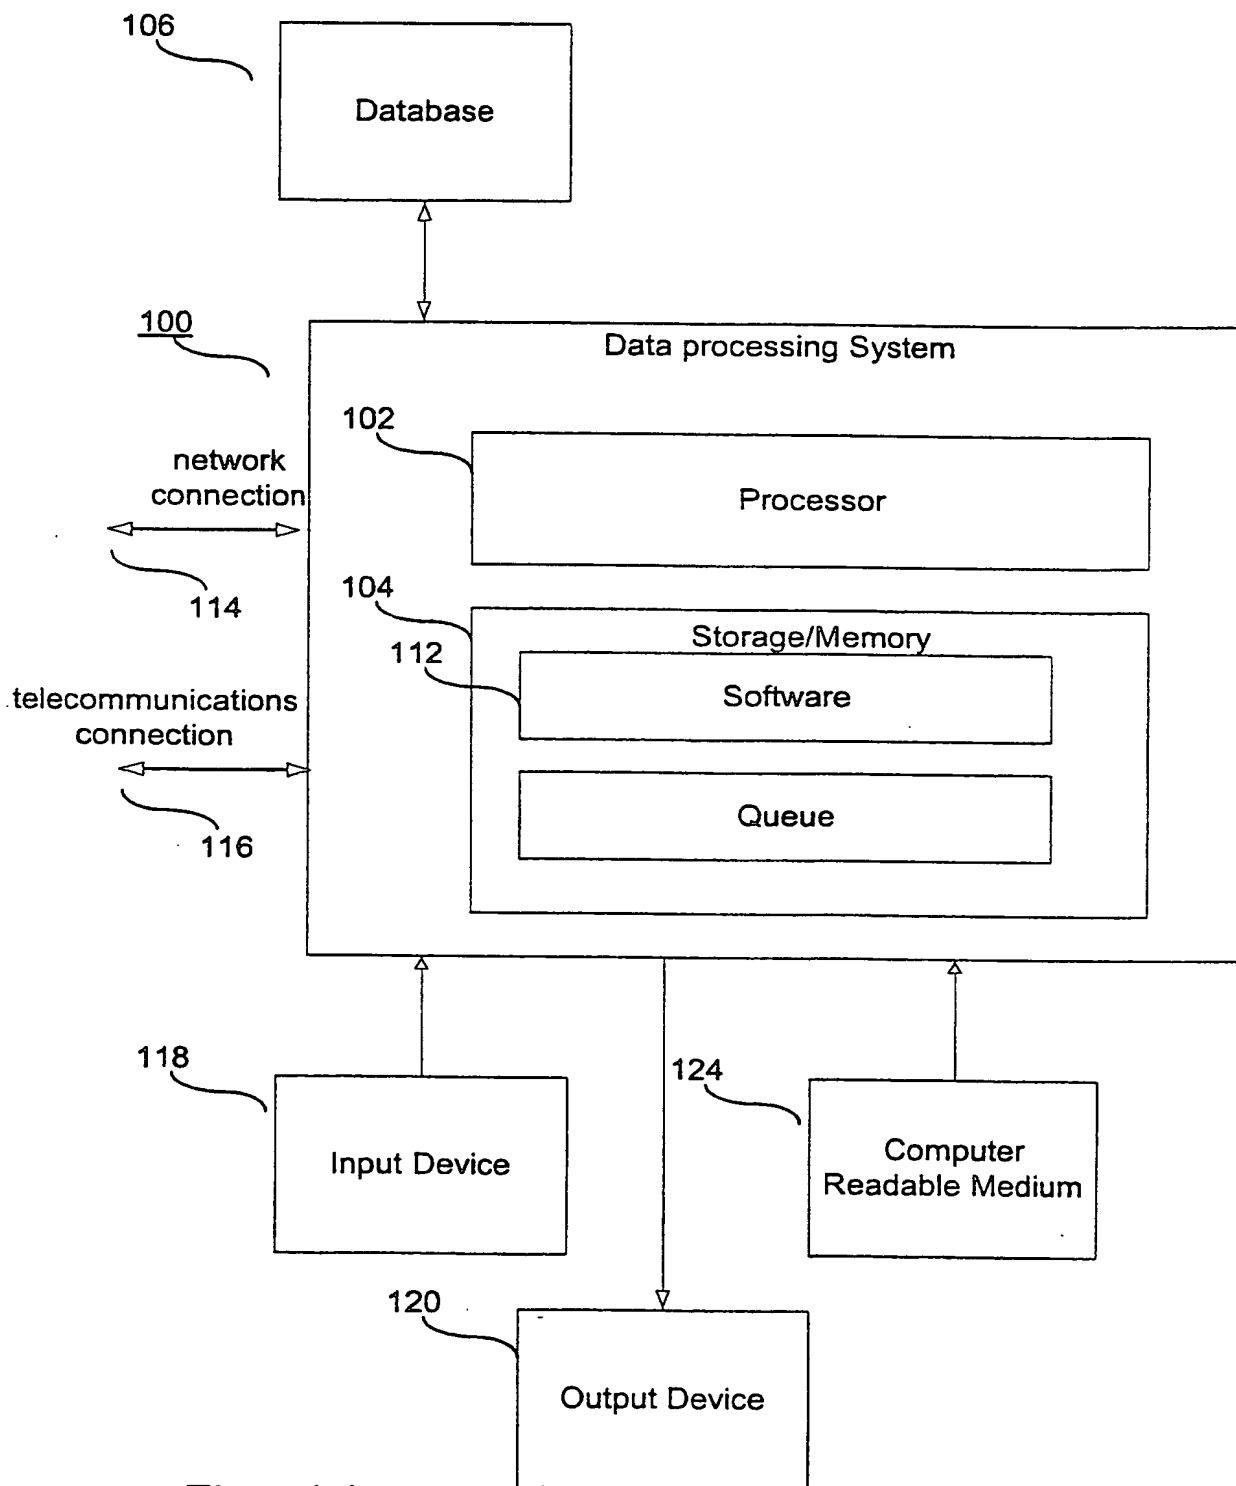 106
Database
100
Data processing System
102
network
connection
Processor
114
104
Storage/Memory
112
Software
telecommunications
connection
Queue
116
118
Input Device
124
Computer
Readable Medium
120
Output Device